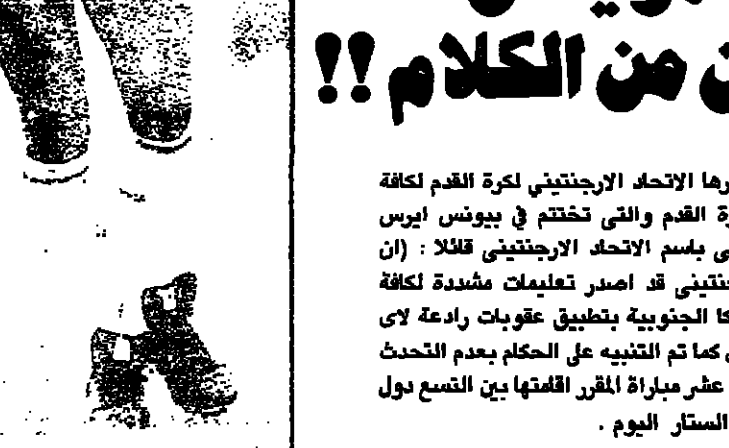 ن من الكلام !!
رها الاتحاد الارجنتيني لكرة القدم لكافة
رة القدم والتى تختتم في بيونس ايرس
ى باسم الاتحاد الارجنتينى قائلا : (ان
جنتينى قد اصدر تعليمات مشددة لكافة
كا الجنوبية بتطبيق عقوبات رادعة لاى
كما تم التنبيه على الحكام بعدم التحدث
عشر مباراة المقرر اقامتها بين التسع دول
الستار اليوم .